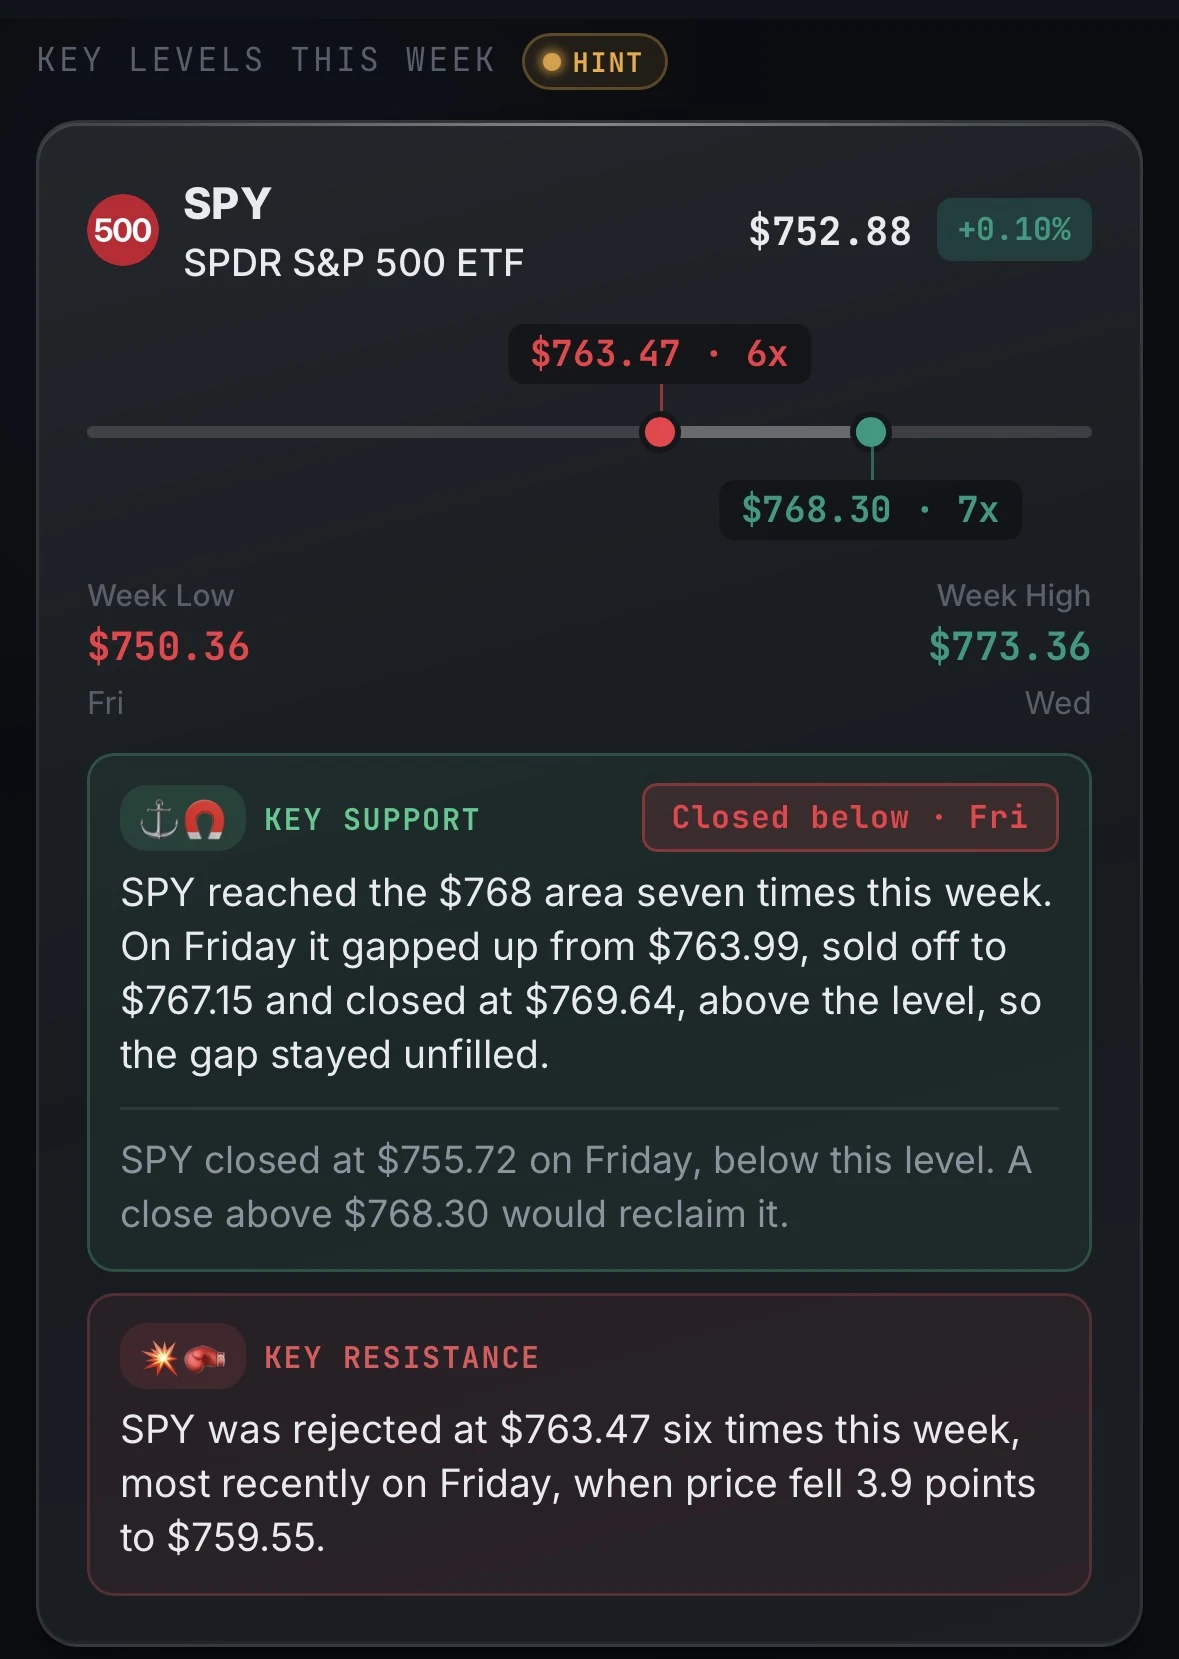 KEY LEVELS THIS WEEK
HINT
500
SPY
SPDR S&P 500 ETF
$752.88
+0.10%
$763.47 · 6x
$768.30 · 7x
Week Low
$750.36
Fri
Week High
$773.36
Wed
KEY SUPPORT
Closed below · Fri
SPY reached the $768 area seven times this week.
On Friday it gapped up from $763.99, sold off to
$767.15 and closed at $769.64, above the level, so
the gap stayed unfilled.
SPY closed at $755.72 on Friday, below this level. A
close above $768.30 would reclaim it.
KEY RESISTANCE
SPY was rejected at $763.47 six times this week,
most recently on Friday, when price fell 3.9 points
to $759.55.